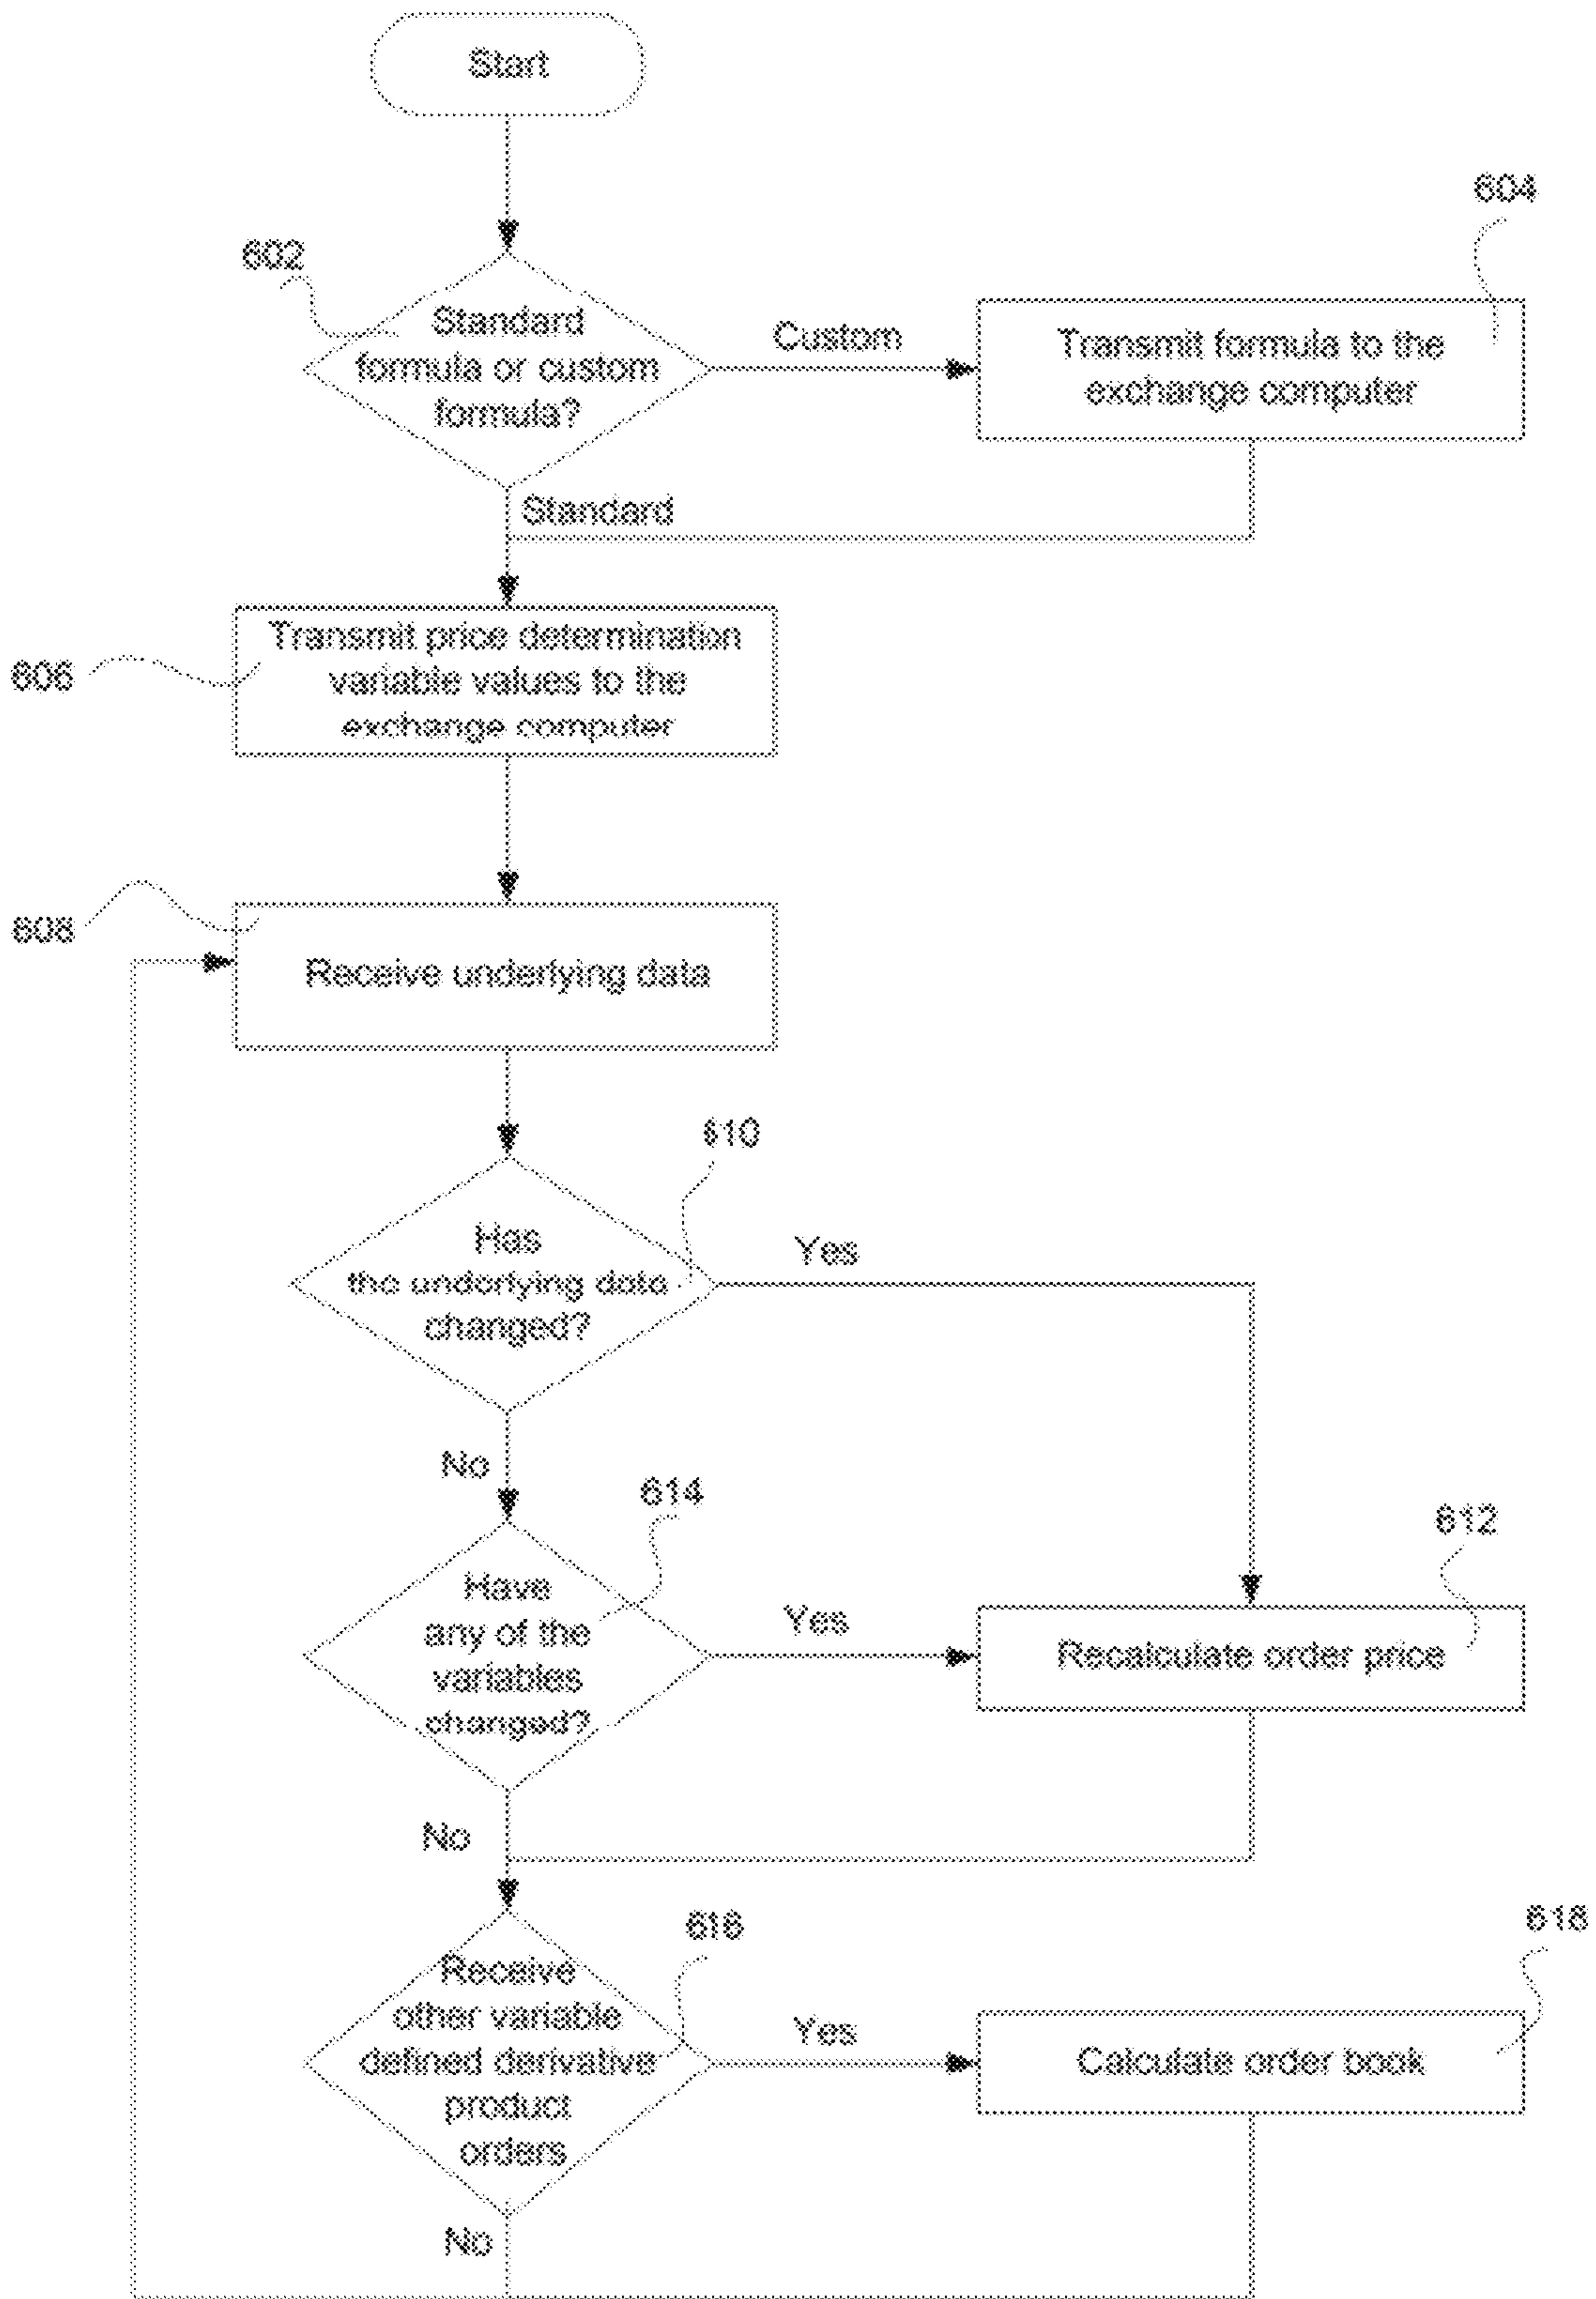 Start
604
602
Standard
formula or custom
formula?
Custom
Transmit formula to the
exchange computer
Standard
606
Transmit price determination
variable values to the
exchange computer
608
Receive underlying data
610
Has
the underlying data
changed?
Yes
No
614
612
Have
any of the
variables
changed?
Yes
Recalculate order price
No
616
618
Receive
other variable
defined derivative
product
orders
Yes
Calculate order book
No